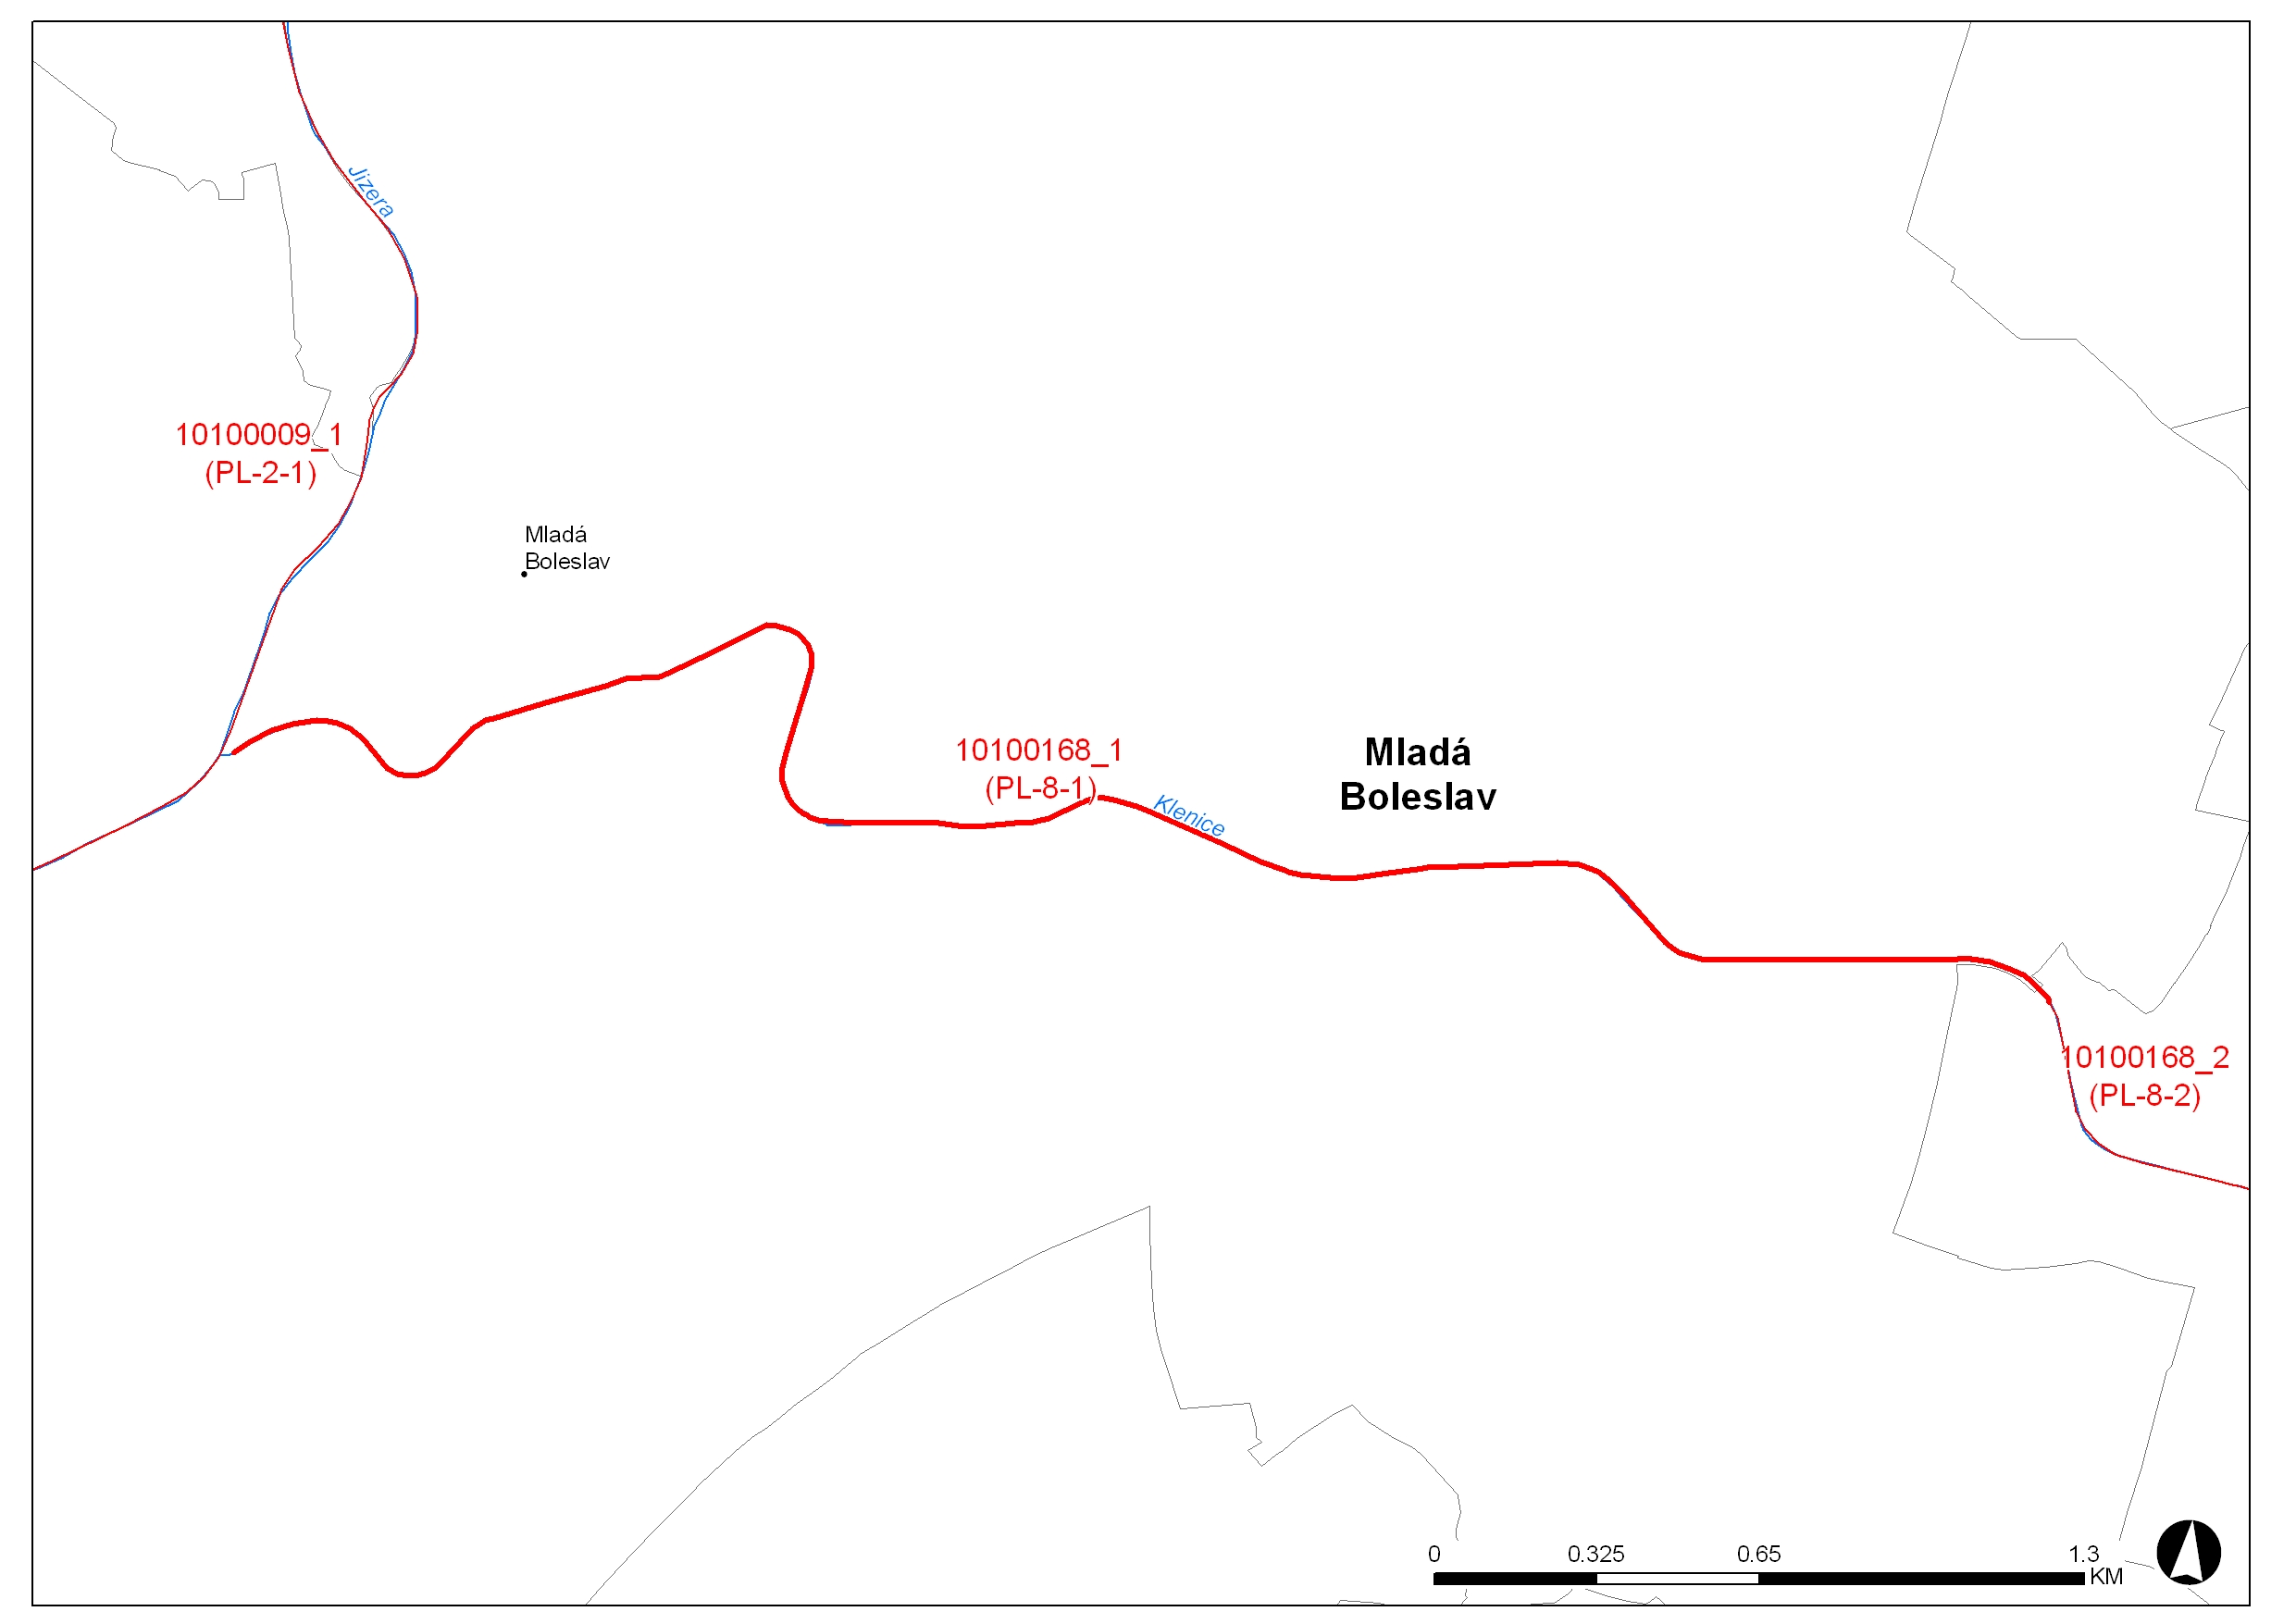 Jizera
10100009_1
(PL-2-1)
Mladá
Boleslav
10100168_1
(PL-8-1)
Klenice
Mladá
Boleslav
10100168_2
(PL-8-2)
0 0.325 0.65 1.3
KM